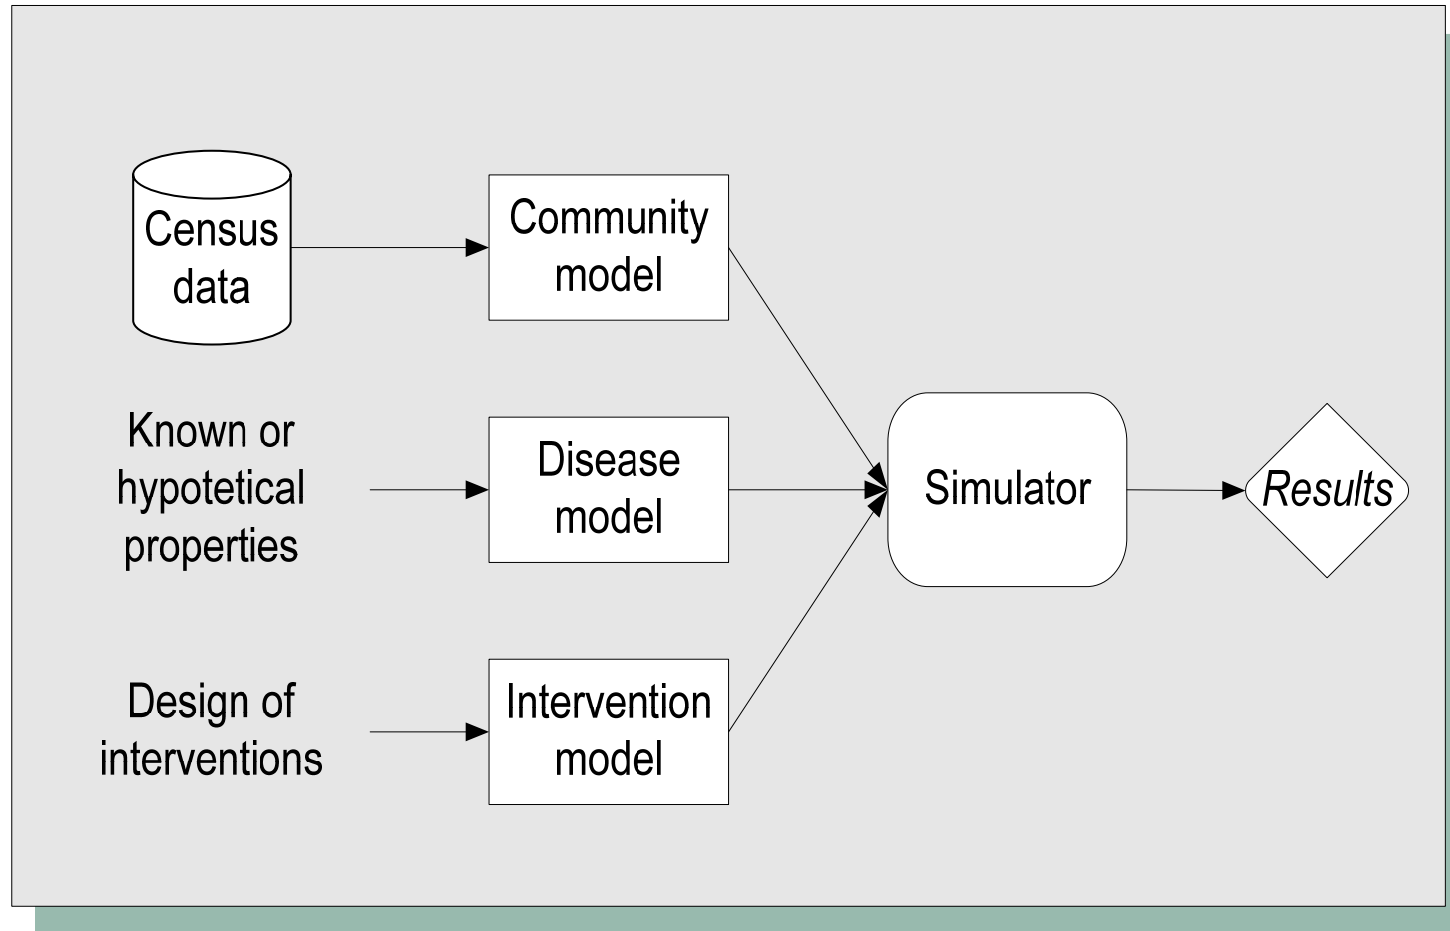 Census
data
Community
model
Known or
hypotetical
properties
Disease
model
Simulator
Results
Design of
interventions
Intervention
model